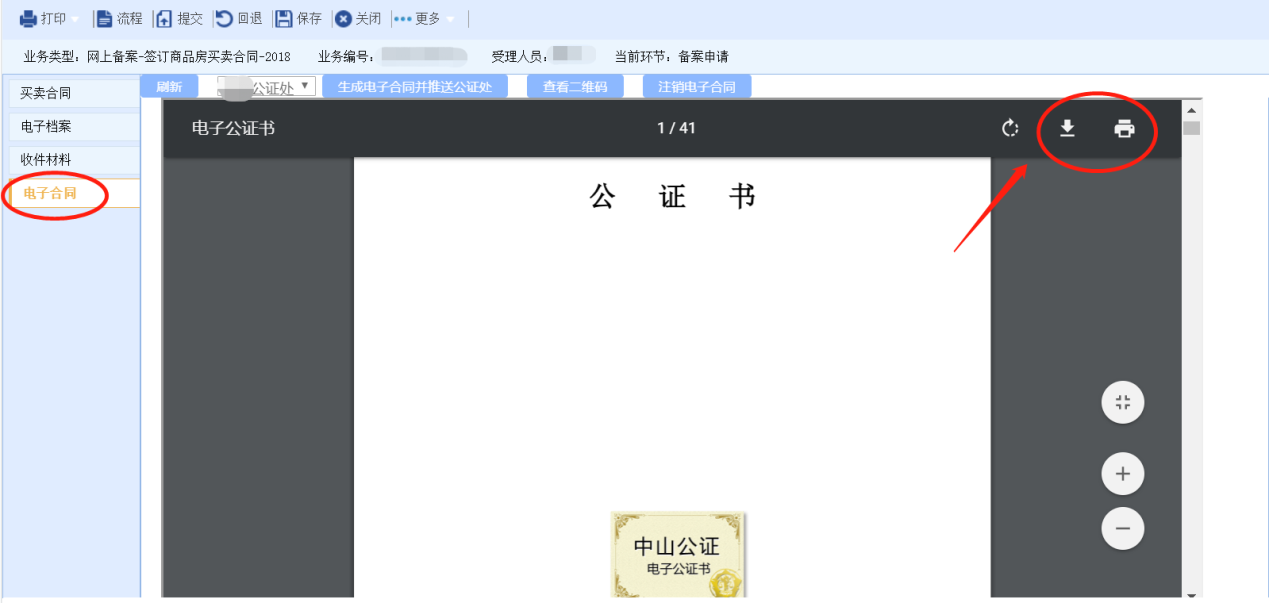 打印 流程 提交 回退 保存 关闭 更多
业务类型：网上备案-签订商品房买卖合同-2018 业务编号： 受理人员： 当前环节：备案申请
刷新 公证处 生成电子合同并推送公证处 查看二维码 注销电子合同
买卖合同
电子档案
收件材料
电子合同
电子公证书 1 / 41
公 证 书
中山公证
电子公证书